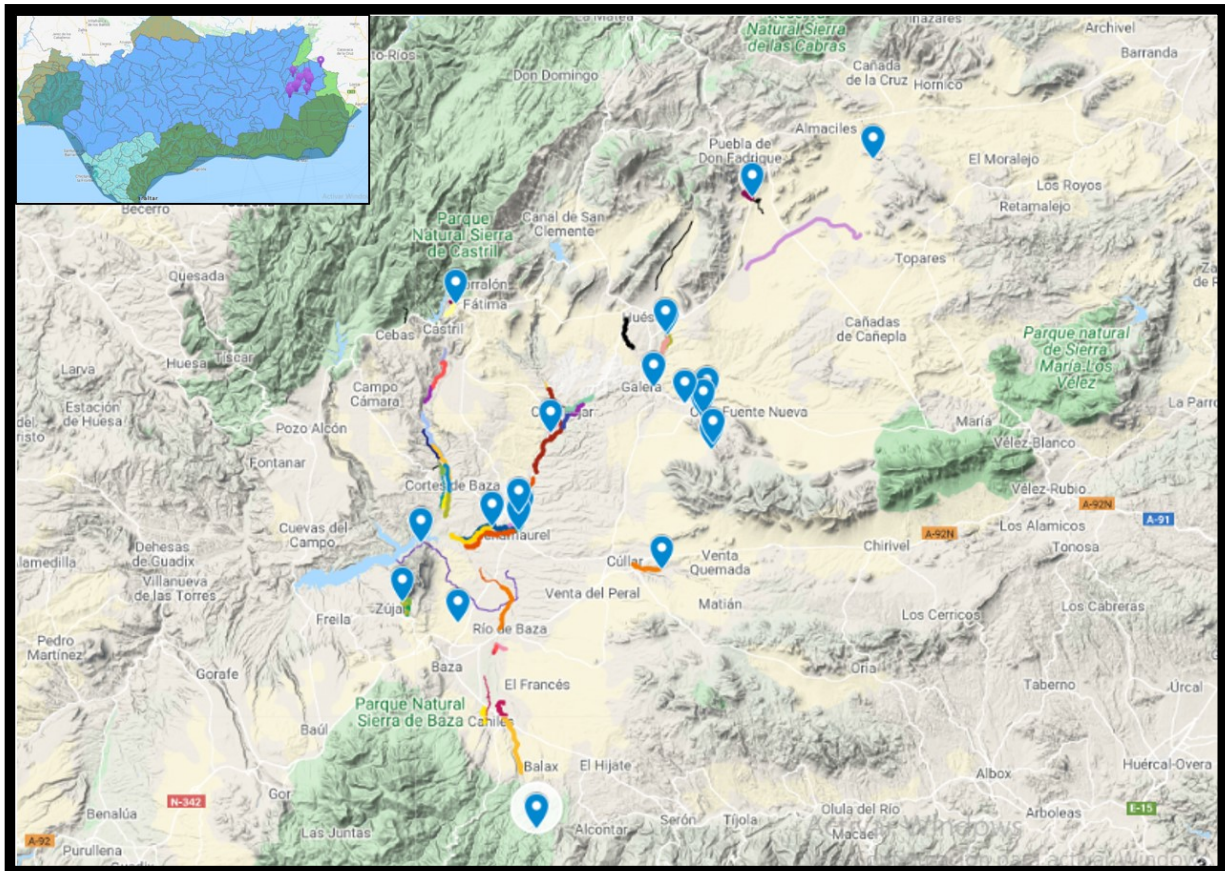 La Matea
Natural Sierra
de las Cabras
Inazares
Archivel
Barranda
Cañada
de la Cruz
Hornico
Don Domingo
to-Ríos
Almaciles
Puebla de
Don Fadrique
El Moralejo
Los Royos
Retamalejo
Becerro
Parque
Natural Sierra
de Castril
Canal de San
Clemente
Topares
Quesada
Fátima
Cebas
Castril
Cañadas
de Cañepla
Parque natural
de Sierra
María-Los
Vélez
Huesa
Tíscar
Larva
Campo
Cámara
Galera
Estación
de Huesa
Pozo Alcón
Fuente Nueva
María
La Parro
Vélez-Blanco
Fontanar
Cortes de Baza
Vélez-Rubio
A-92N
A-91
Cuevas del
Campo
A-92N
Los Alamicos
Dehesas
de Guadix
Chirivel
Tonosa
lamedilla
Villanueva
de las Torres
Cúllar
Venta
Quemada
Freila
Zújar
Venta del Peral
Matián
Los Cerricos
Los Cabreras
Pedro
Martínez
Río de Baza
Gorafe
Baza
Oria
El Francés
Taberno
Úrcal
Parque Natural
Sierra de Baza
Caniles
Baúl
Balax
El Hijate
Albox
Huércal-Overa
Gor
N-342
Benalúa
Olula del Río
Arboleas
E-15
Las Juntas
Alcontar
Serón
Tíjola
Macael
A-92
Purullena